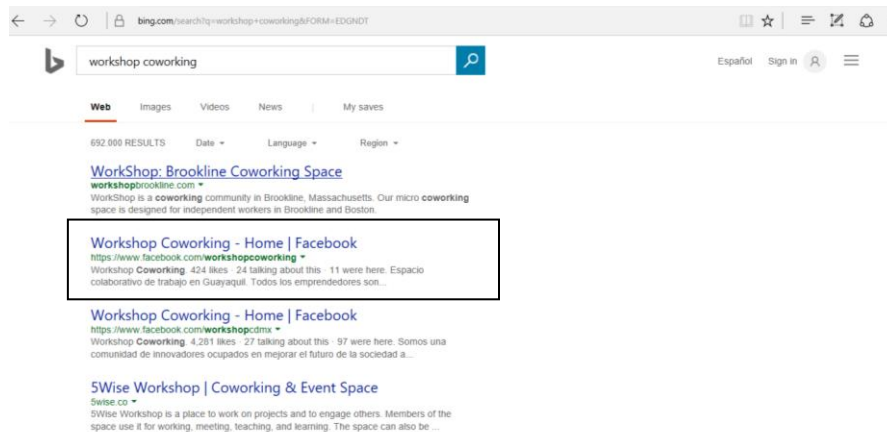 bing.com/search?q=workshop+coworking&FORM=EDGNDT
workshop coworking
Español Sign in
Web Images Videos News My saves
692.000 RESULTS Date Language Region
WorkShop: Brookline Coworking Space
workshopbrookline.com
WorkShop is a coworking community in Brookline, Massachusetts. Our micro coworking
space is designed for independent workers in Brookline and Boston.
Workshop Coworking - Home | Facebook
https://www.facebook.com/workshopcoworking
Workshop Coworking. 424 likes · 24 talking about this · 11 were here. Espacio
colaborativo de trabajo en Guayaquil. Todos los emprendedores son...
Workshop Coworking - Home | Facebook
https://www.facebook.com/workshopcdmx
Workshop Coworking. 4,281 likes · 27 talking about this · 97 were here. Somos una
comunidad de innovadores ocupados en mejorar el futuro de la sociedad a...
5Wise Workshop | Coworking & Event Space
5wise.co
5Wise Workshop is a place to work on projects and to engage others. Members of the
space use it for working, meeting, teaching, and learning. The space can also be ...